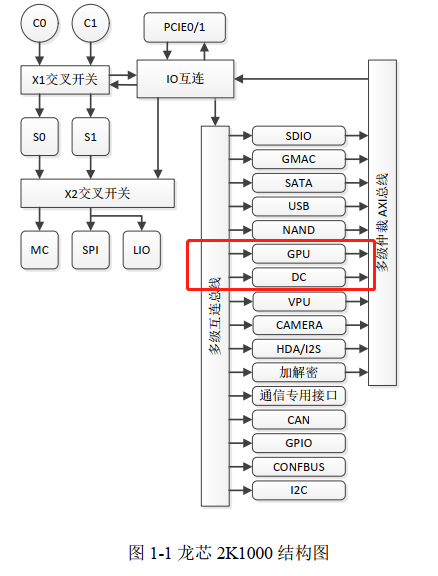 C0
C1
PCIE0/1
X1交叉开关
IO互连
S0
S1
X2交叉开关
MC
SPI
LIO
多级互连总线
SDIO
GMAC
SATA
USB
NAND
GPU
DC
VPU
CAMERA
HDA/I2S
加解密
通信专用接口
CAN
GPIO
CONFBUS
I2C
多级仲裁AXI总线
图 1-1 龙芯 2K1000 结构图